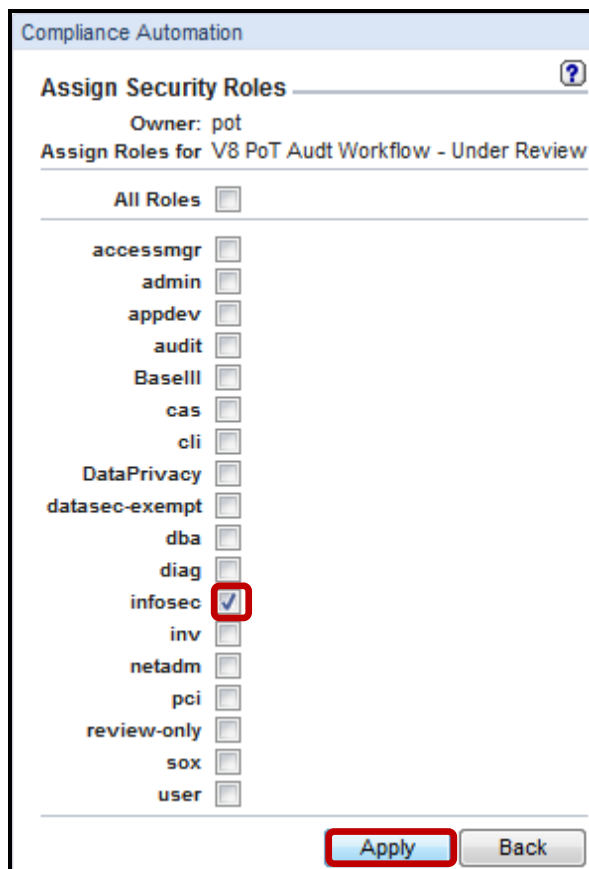 Compliance Automation
Assign Security Roles
?
Owner: pot
Assign Roles for V8 PoT Audt Workflow - Under Review
All Roles
accessmgr
admin
appdev
audit
BaselII
cas
cli
DataPrivacy
datasec-exempt
dba
diag
infosec
inv
netadm
pci
review-only
sox
user
Apply Back